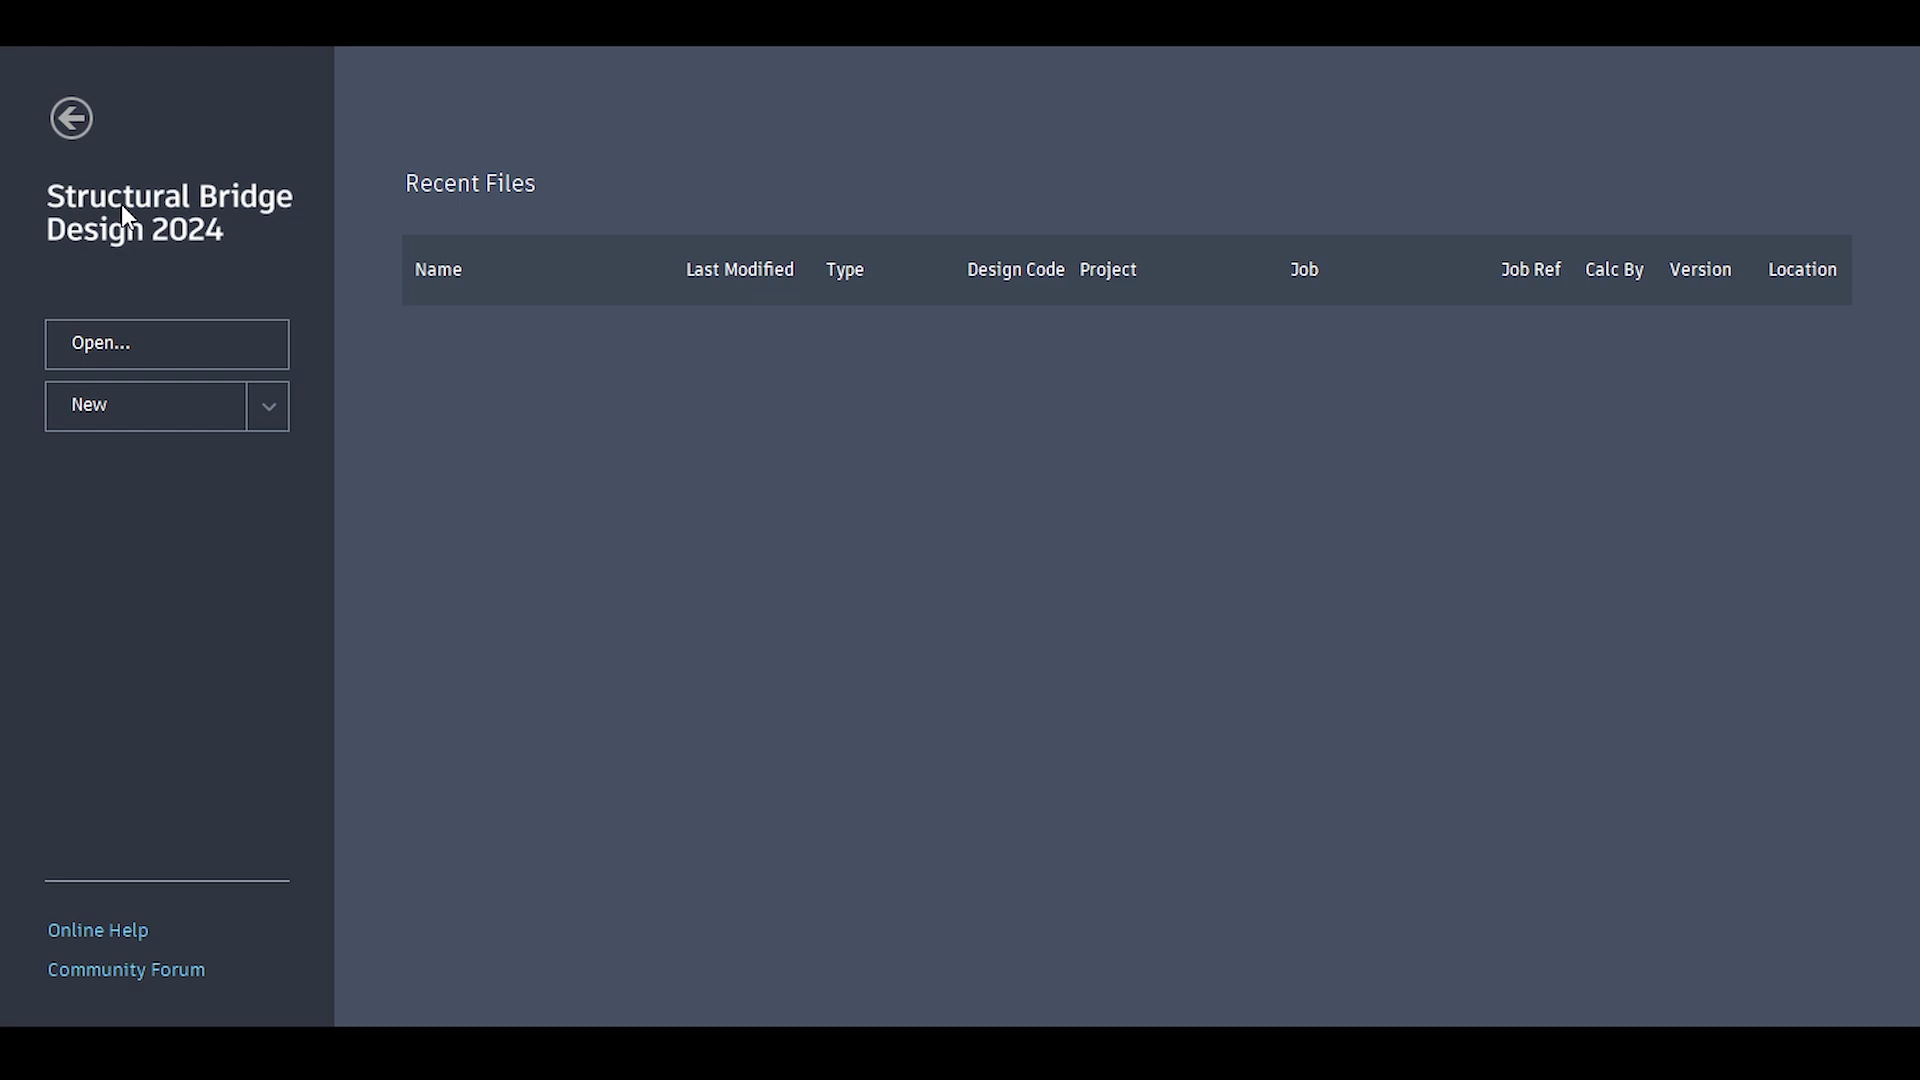 Structural Bridge
Design 2024
Open...
New
Online Help
Community Forum
Recent Files
Name Last Modified Type Design Code Project Job Job Ref Calc By Version Location